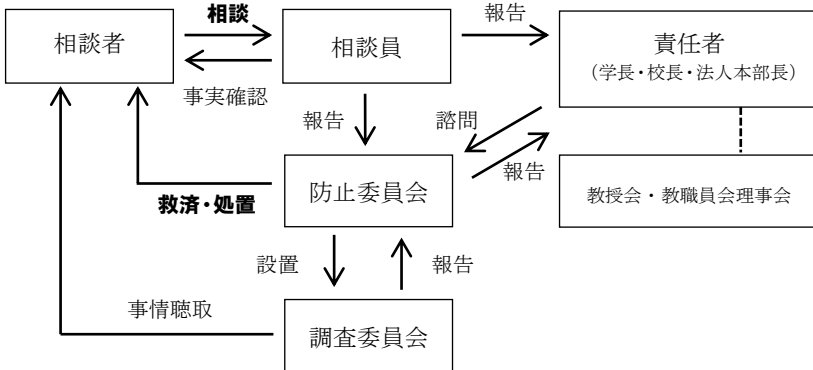 相談
報告
相談者
相談員
責任者
（学長・校長・法人本部長）
事実確認
報告
諮問
報告
防止委員会
教授会・教職員会理事会
救済・処置
設置
報告
事情聴取
調査委員会